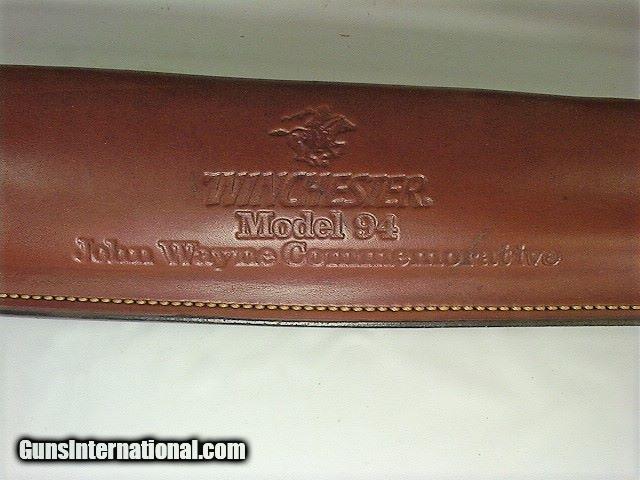 WINCHESTER®
Model 94
John Wayne Commemorative
GunsInternational.com